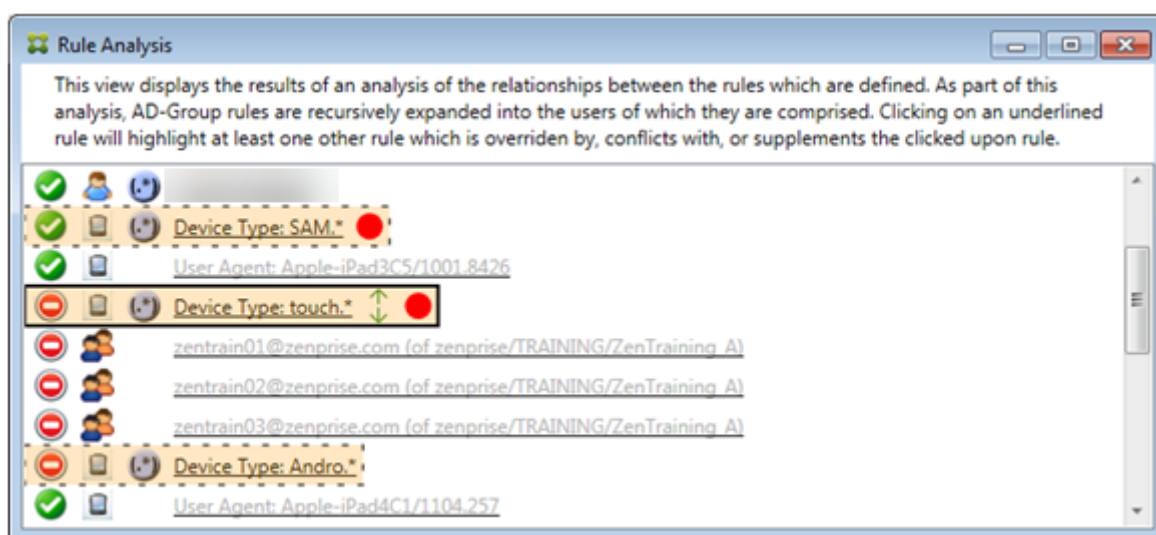 Rule Analysis
This view displays the results of an analysis of the relationships between the rules which are defined. As part of this
analysis, AD-Group rules are recursively expanded into the users of which they are comprised. Clicking on an underlined
rule will highlight at least one other rule which is overriden by, conflicts with, or supplements the clicked upon rule.
(.*)
(.*) Device Type: SAM.*
User Agent: Apple-iPad3C5/1001.8426
(.*) Device Type: touch.*
zentrain01@zenprise.com (of zenprise/TRAINING/ZenTraining_A)
zentrain02@zenprise.com (of zenprise/TRAINING/ZenTraining_A)
zentrain03@zenprise.com (of zenprise/TRAINING/ZenTraining_A)
(.*) Device Type: Andro.*
User Agent: Apple-iPad4C1/1104.257